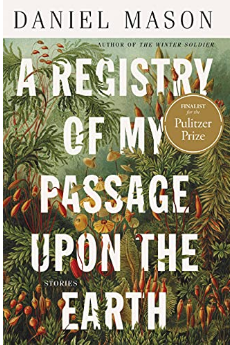 DANIEL MASON
AUTHOR OF THE WINTER SOLDIER
A REGISTRY
OF MY
FINALIST
for the
Pulitzer
Prize
PASSAGE
UPON THE
STORIES
EARTH